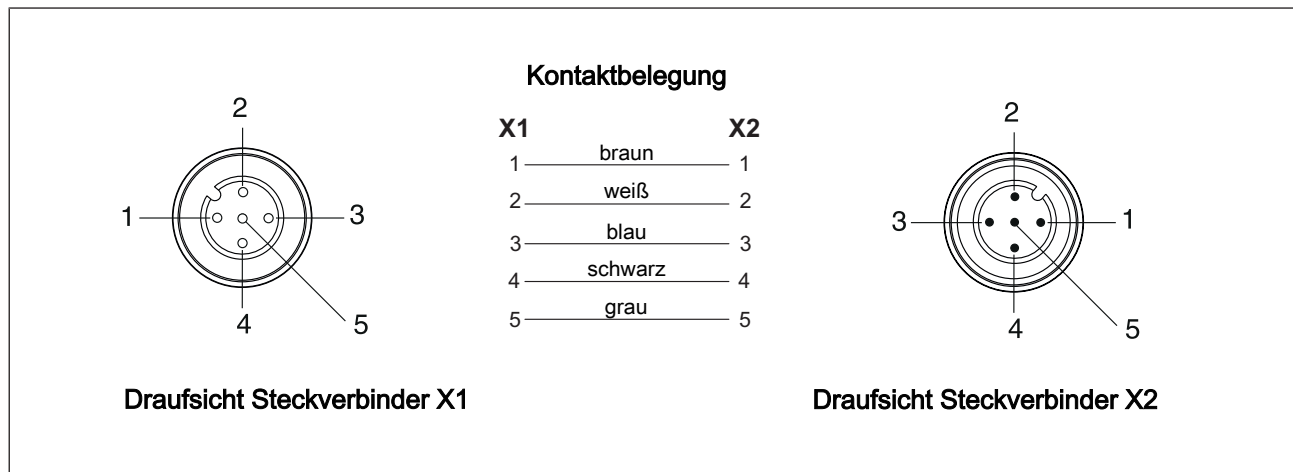 Kontaktbelegung
X1 X2
1 braun 1
2 weiß 2
3 blau 3
4 schwarz 4
5 grau 5
2
1 3
4 5
Draufsicht Steckverbinder X1
2
3 1
4 5
Draufsicht Steckverbinder X2